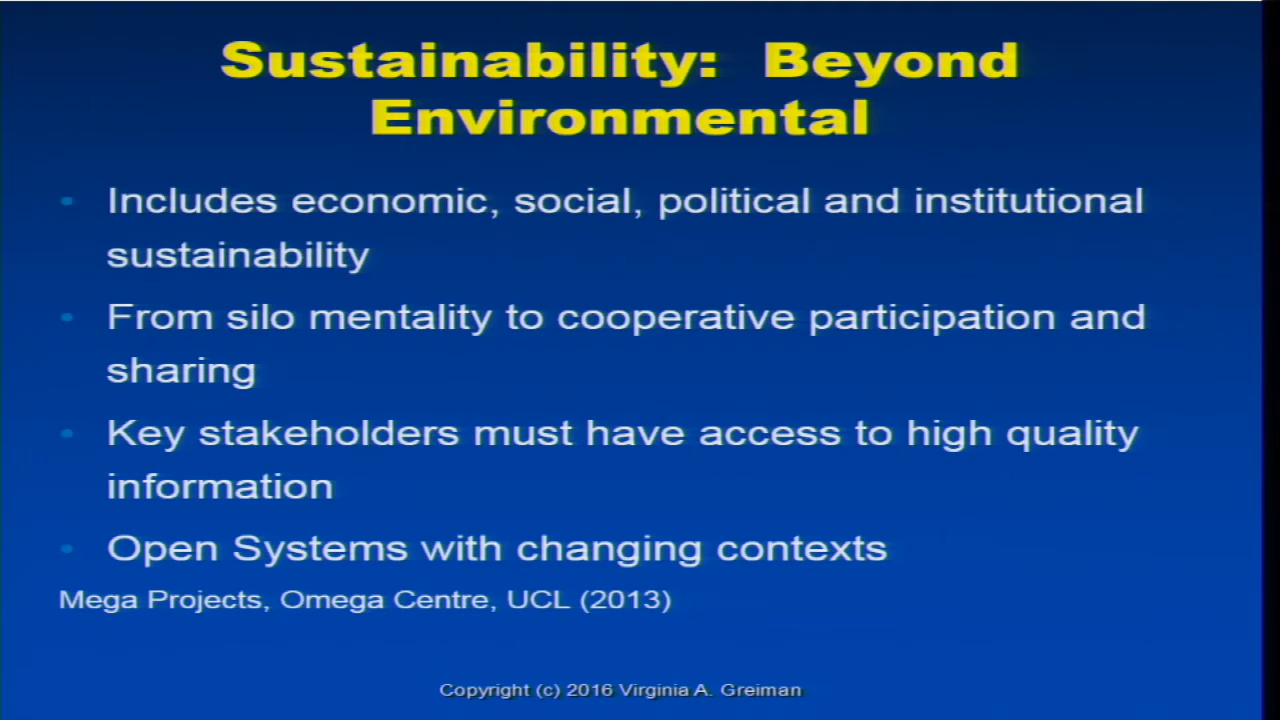 Sustainability: Beyond
Environmental
• Includes economic, social, political and institutional
sustainability
• From silo mentality to cooperative participation and
sharing
• Key stakeholders must have access to high quality
information
• Open Systems with changing contexts
Mega Projects, Omega Centre, UCL (2013)
Copyright (c) 2016 Virginia A. Greiman